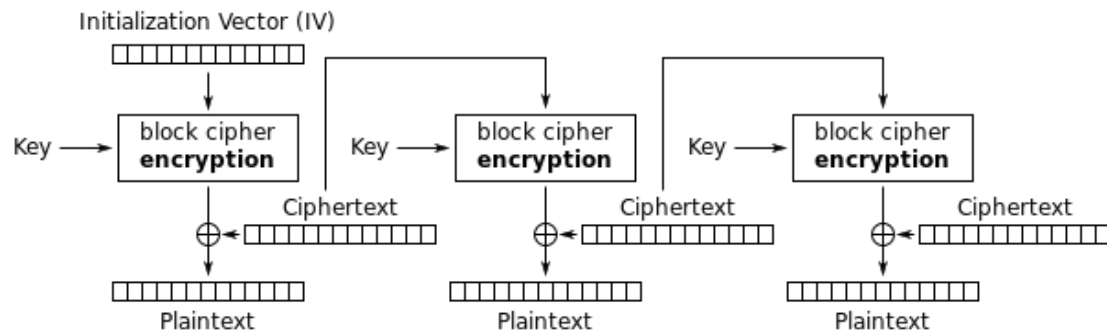 Initialization Vector (IV)
Key
block cipher
encryption
Key
block cipher
encryption
Key
block cipher
encryption
Ciphertext
Ciphertext
Ciphertext
Plaintext
Plaintext
Plaintext